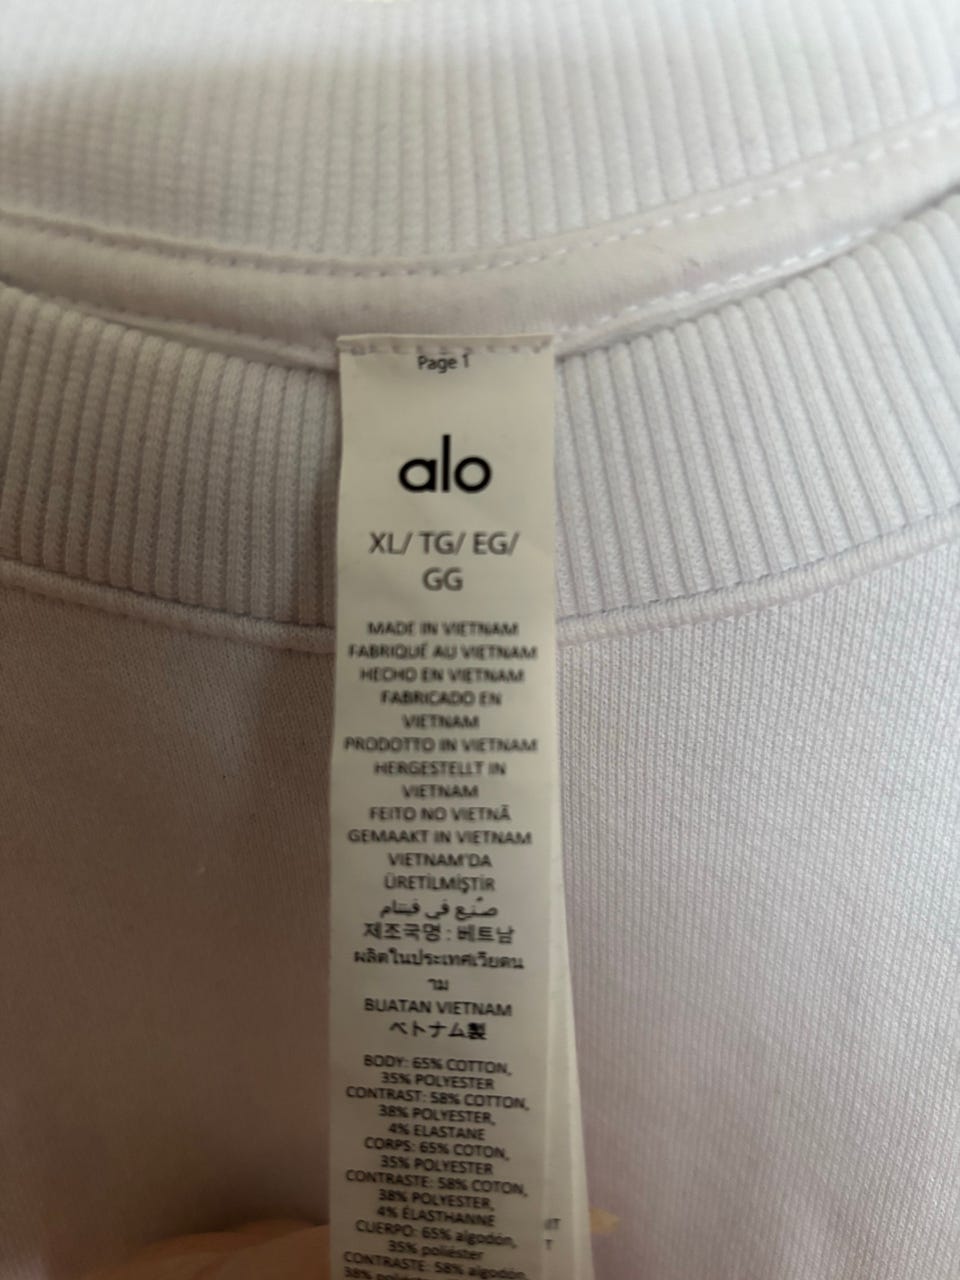 Page 1
alo
XL/ TG/ EG/
GG
MADE IN VIETNAM
FABRIQUÉ AU VIETNAM
HECHO EN VIETNAM
FABRICADO EN
VIETNAM
PRODOTTO IN VIETNAM
HERGESTELLT IN
VIETNAM
FEITO NO VIETNÃ
GEMAAKT IN VIETNAM
VIETNAM'DA
ÜRETİLMİŞTİR
صُنِع في فيتنام
제조국명 : 베트남
ผลิตในประเทศเวียดน
าม
BUATAN VIETNAM
ベトナム製
BODY: 65% COTTON,
35% POLYESTER
CONTRAST: 58% COTTON,
38% POLYESTER,
4% ELASTANE
CORPS: 65% COTON,
35% POLYESTER
CONTRASTE: 58% COTON,
38% POLYESTER,
4% ÉLASTHANNE
CUERPO: 65% algodón,
35% poliéster
CONTRASTE: 58% algodón,
38%